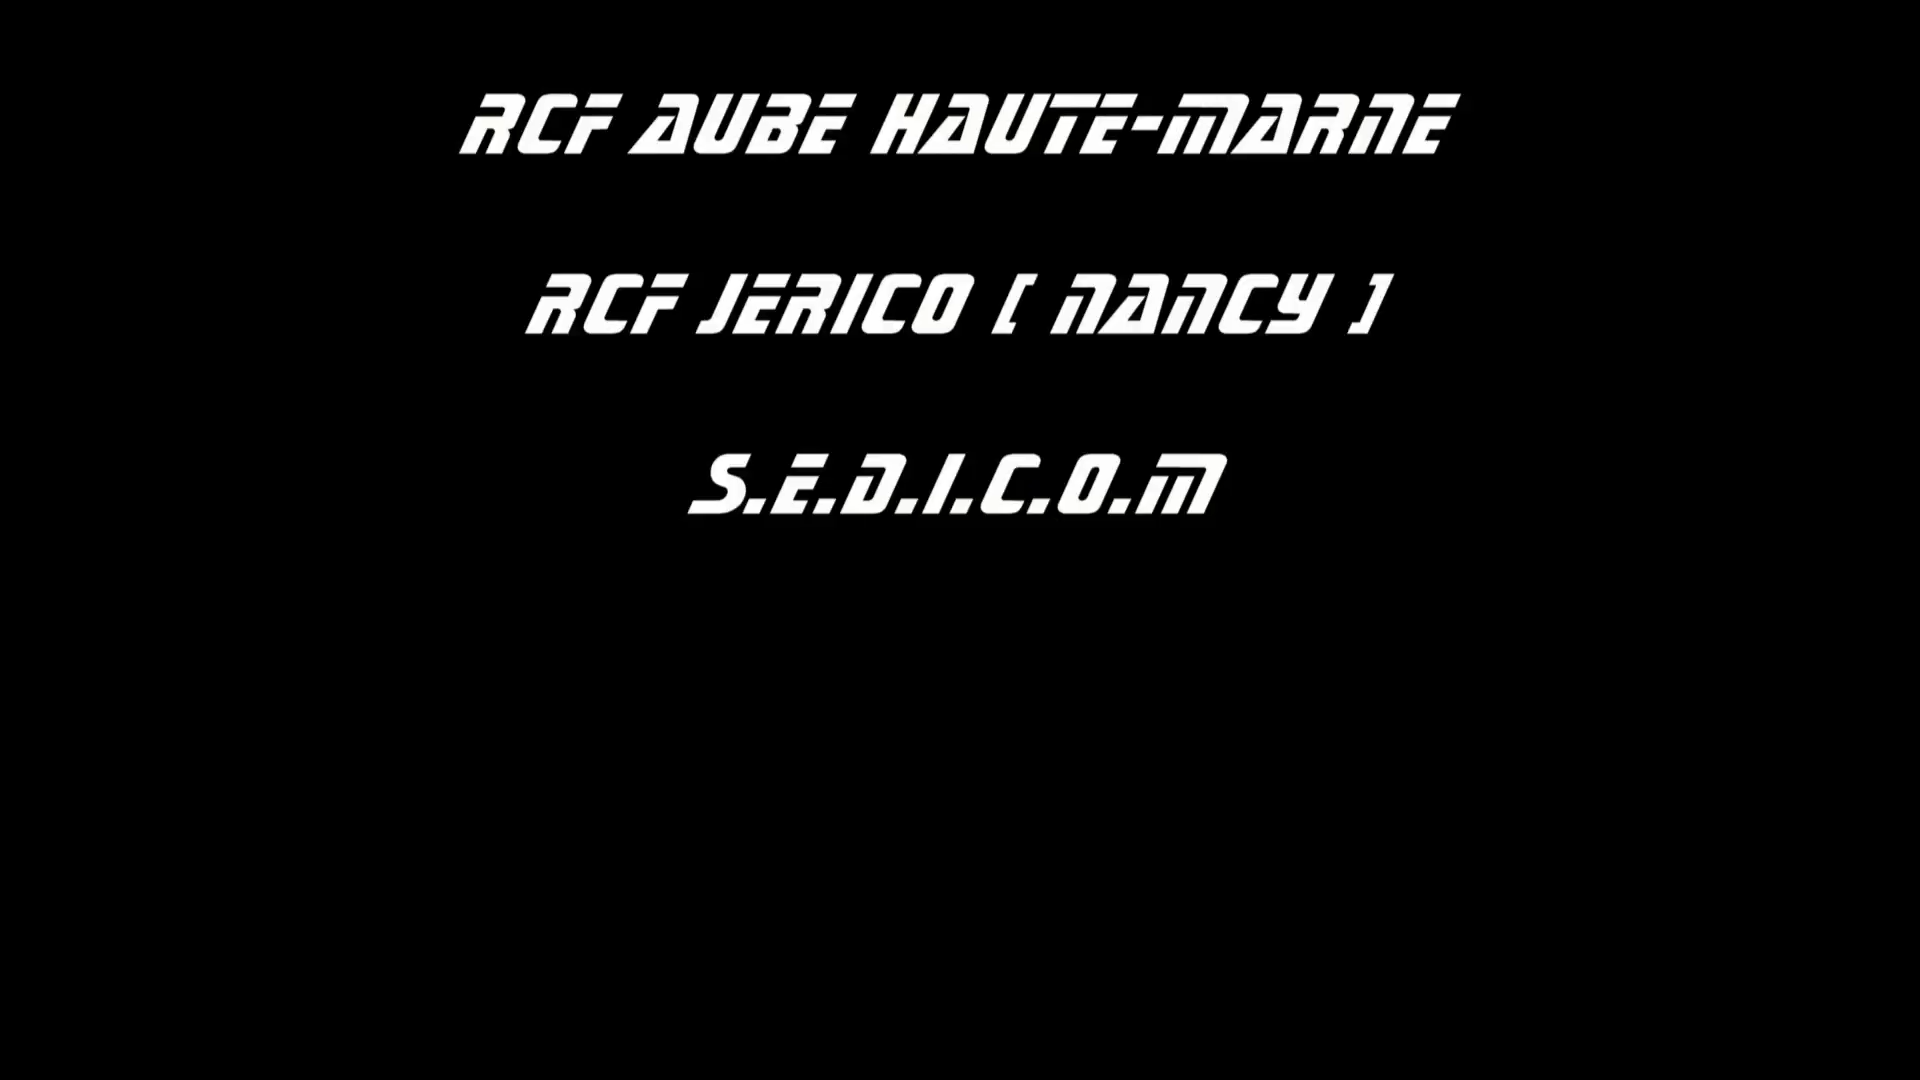 RCF AUBE HAUTE-MARNE
RCF JERICO [ NANCY ]
S.E.D.I.C.O.M